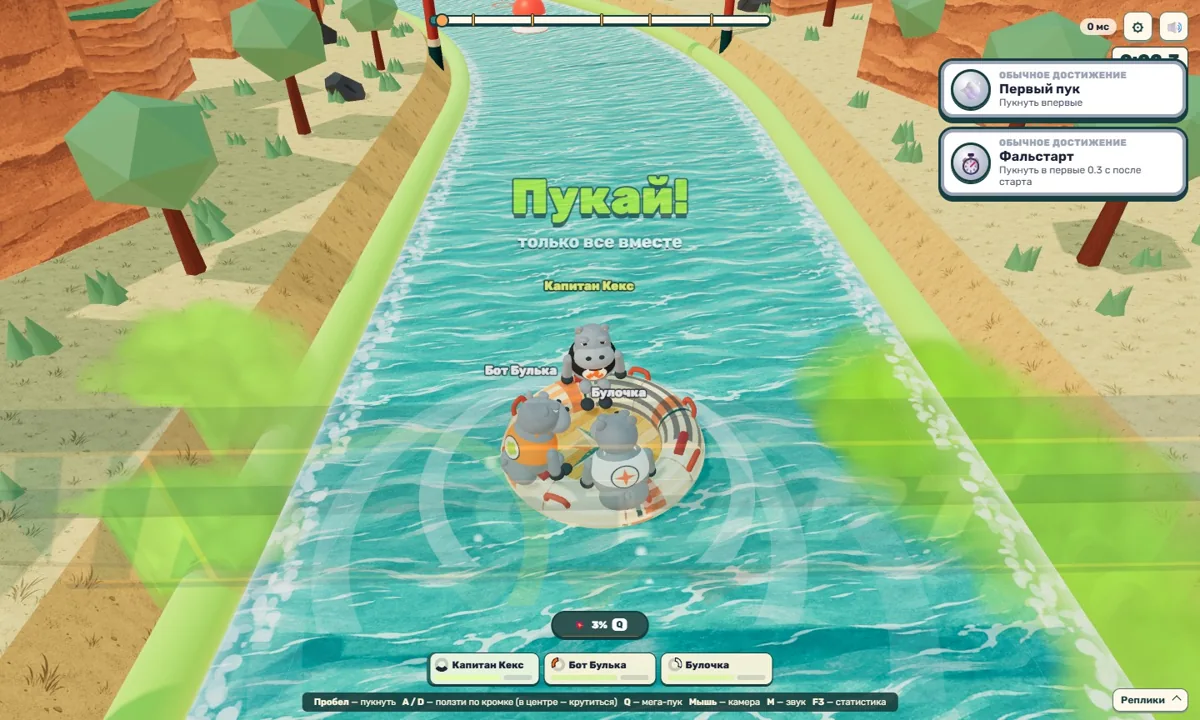 0 мс
ОБЫЧНОЕ ДОСТИЖЕНИЕ
Первый пук
Пукнуть впервые
ОБЫЧНОЕ ДОСТИЖЕНИЕ
Фальстарт
Пукнуть в первые 0.3 с после
старта
Пукай!
только все вместе
Капитан Кекс
Бот Булька
Булочка
3% Q
Капитан Кекс
Бот Булька
Булочка
Пробел — пукнуть A / D — ползти по кромке (в центре — крутиться) Q — мега-пук Мышь — камера M — звук F3 — статистика
Реплики